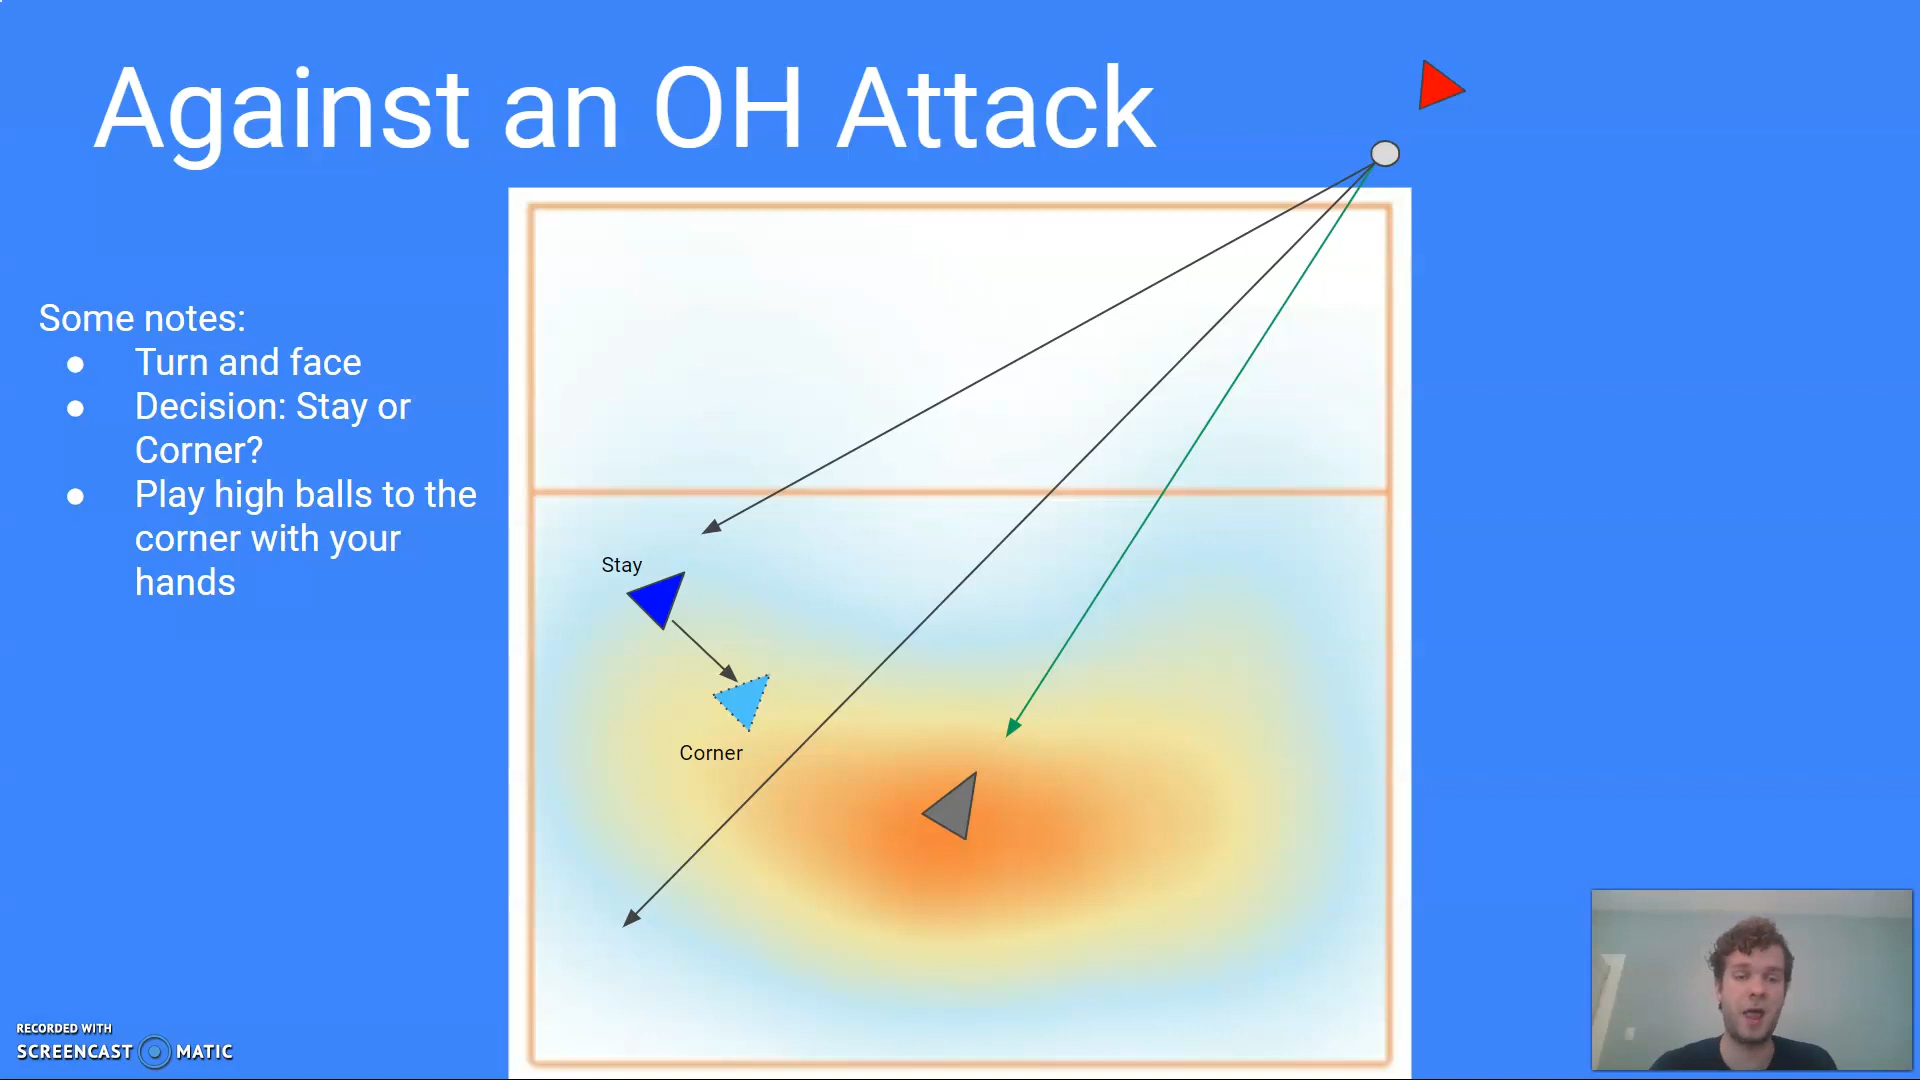 Against an OH Attack
Some notes:
● Turn and face
● Decision: Stay or
Corner?
● Play high balls to the
corner with your
hands
Stay
Corner
RECORDED WITH
SCREENCAST MATIC